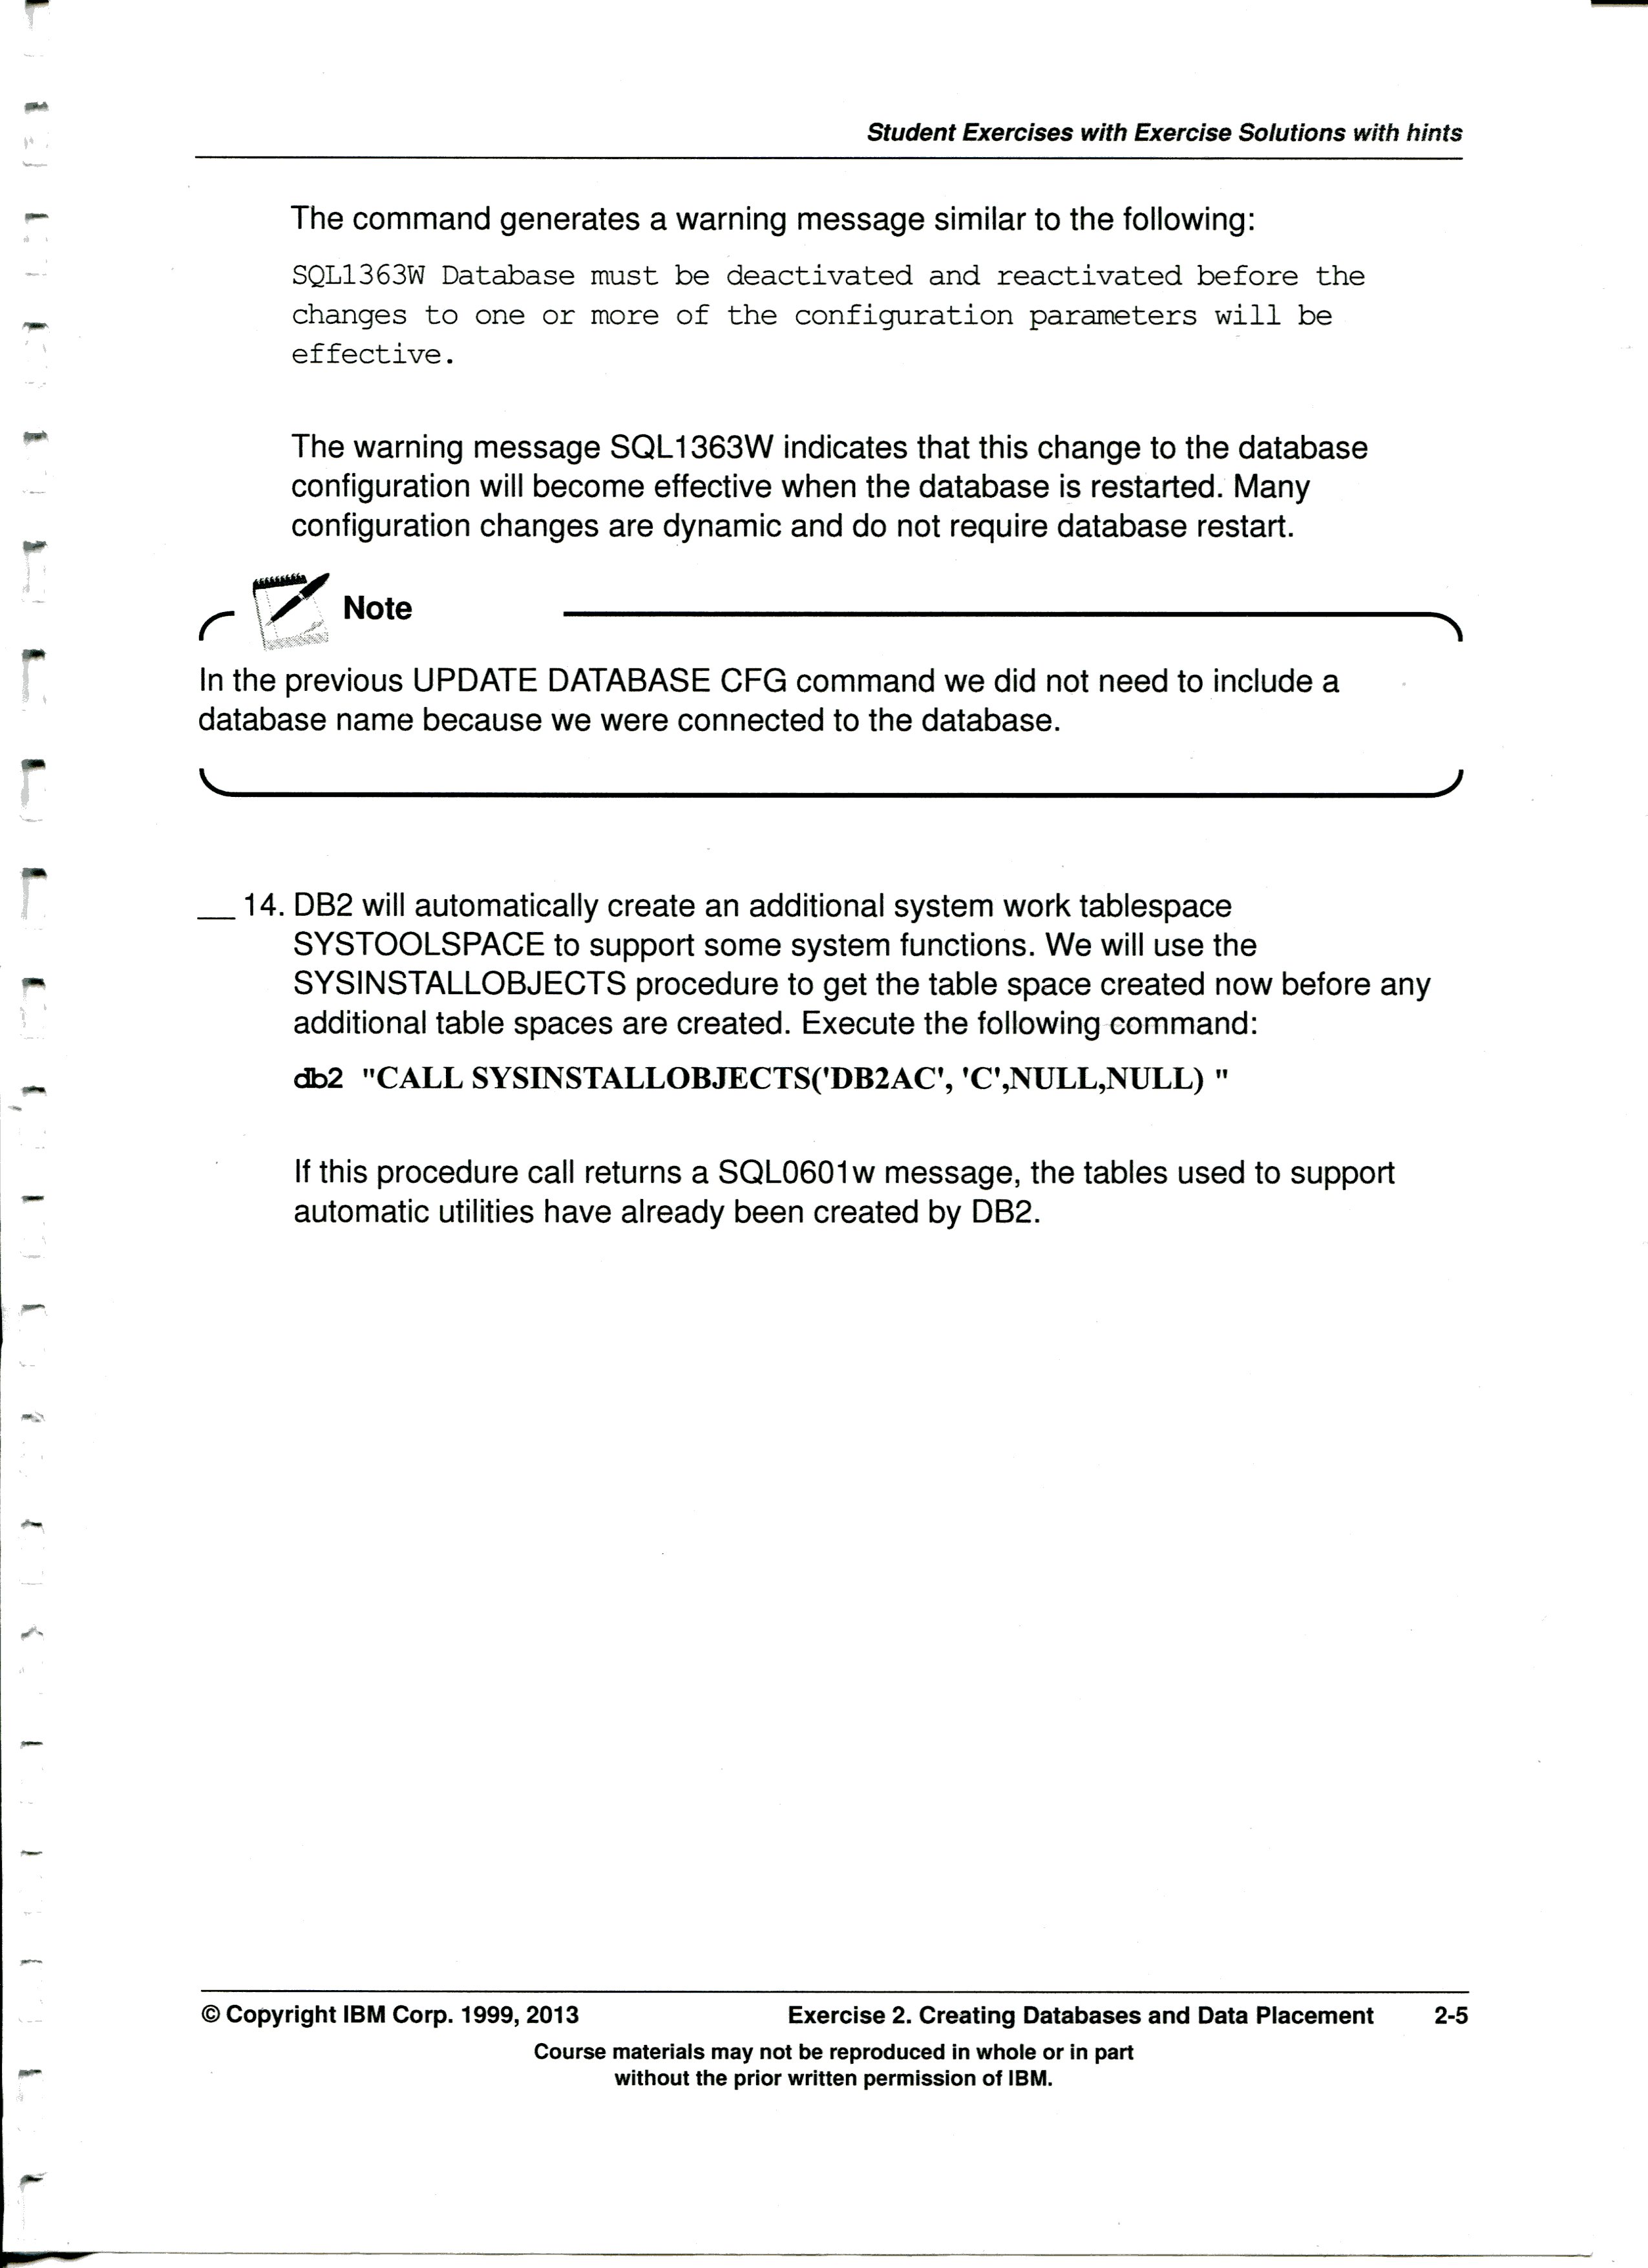 Student Exercises with Exercise Solutions with hints
The command generates a warning message similar to the following:
SQL1363W Database must be deactivated and reactivated before the
changes to one or more of the configuration parameters will be
effective.
The warning message SQL1363W indicates that this change to the database
configuration will become effective when the database is restarted. Many
configuration changes are dynamic and do not require database restart.
Note
In the previous UPDATE DATABASE CFG command we did not need to include a
database name because we were connected to the database.
__ 14. DB2 will automatically create an additional system work tablespace
SYSTOOLSPACE to support some system functions. We will use the
SYSINSTALLOBJECTS procedure to get the table space created now before any
additional table spaces are created. Execute the following command:
db2 "CALL SYSINSTALLOBJECTS('DB2AC', 'C',NULL,NULL) "
If this procedure call returns a SQL0601w message, the tables used to support
automatic utilities have already been created by DB2.
© Copyright IBM Corp. 1999, 2013 Exercise 2. Creating Databases and Data Placement 2-5
Course materials may not be reproduced in whole or in part
without the prior written permission of IBM.